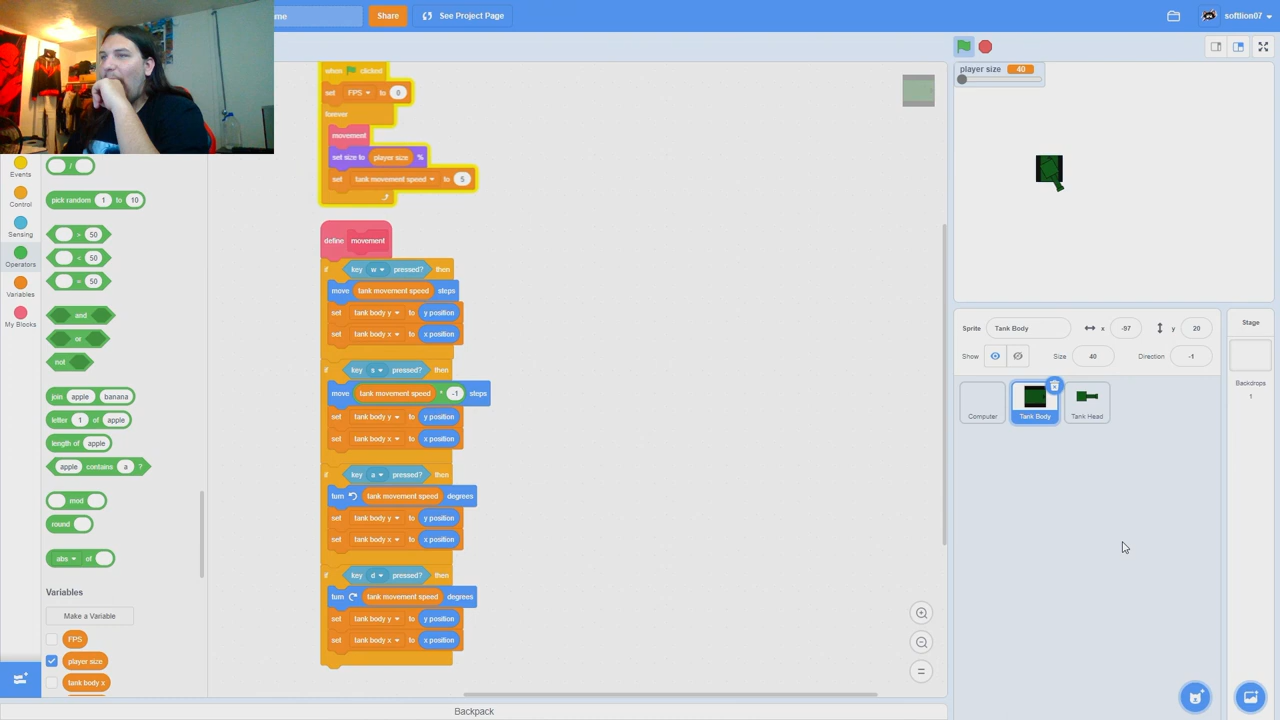 me
Share
See Project Page
softlion07
when clicked
set FPS to 0
forever
movement
set size to player size %
set tank movement speed to 5
define movement
if key w pressed? then
move tank movement speed steps
set tank body y to y position
set tank body x to x position
if key s pressed? then
move tank movement speed * -1 steps
set tank body y to y position
set tank body x to x position
if key a pressed? then
turn tank movement speed degrees
set tank body y to y position
set tank body x to x position
if key d pressed? then
turn tank movement speed degrees
set tank body y to y position
set tank body x to x position
Events
Control
Sensing
Operators
Variables
My Blocks
/
pick random 1 to 10
> 50
< 50
= 50
and
or
not
join apple banana
letter 1 of apple
length of apple
apple contains a ?
mod
round
abs of
Variables
Make a Variable
FPS
player size
tank body x
Backpack
player size 40
Sprite Tank Body x -97 y 20
Show Size 40 Direction -1
Computer
Tank Body
Tank Head
Stage
Backdrops
1